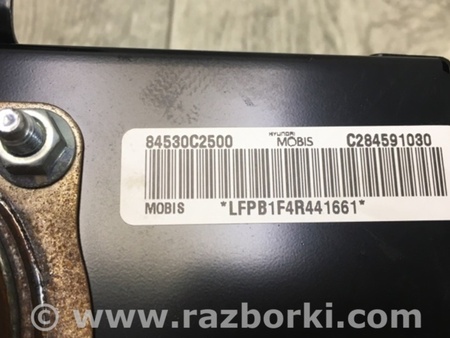 84530C2500 HYUNDAI MOBIS C284591030
MOBIS *LFPB1F4R441661*
www.razborki.com